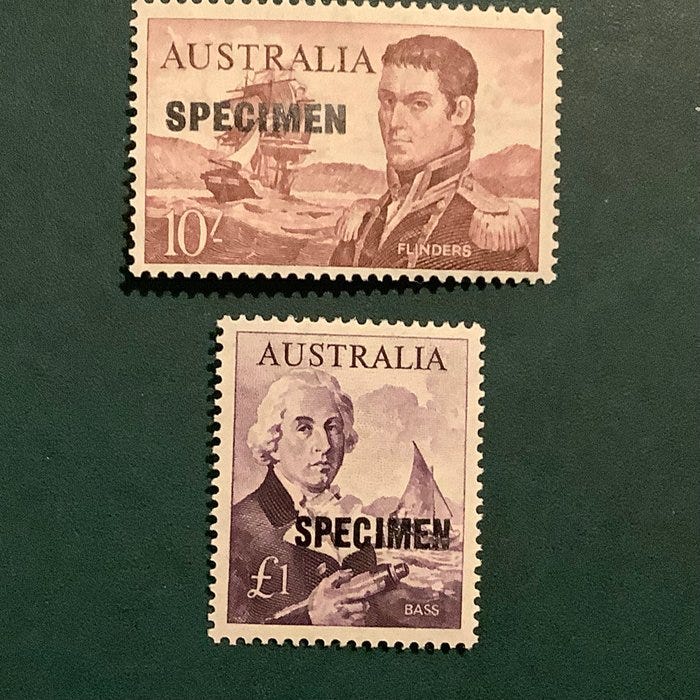 AUSTRALIA
SPECIMEN
10/-
FLINDERS
AUSTRALIA
SPECIMEN
£1
BASS